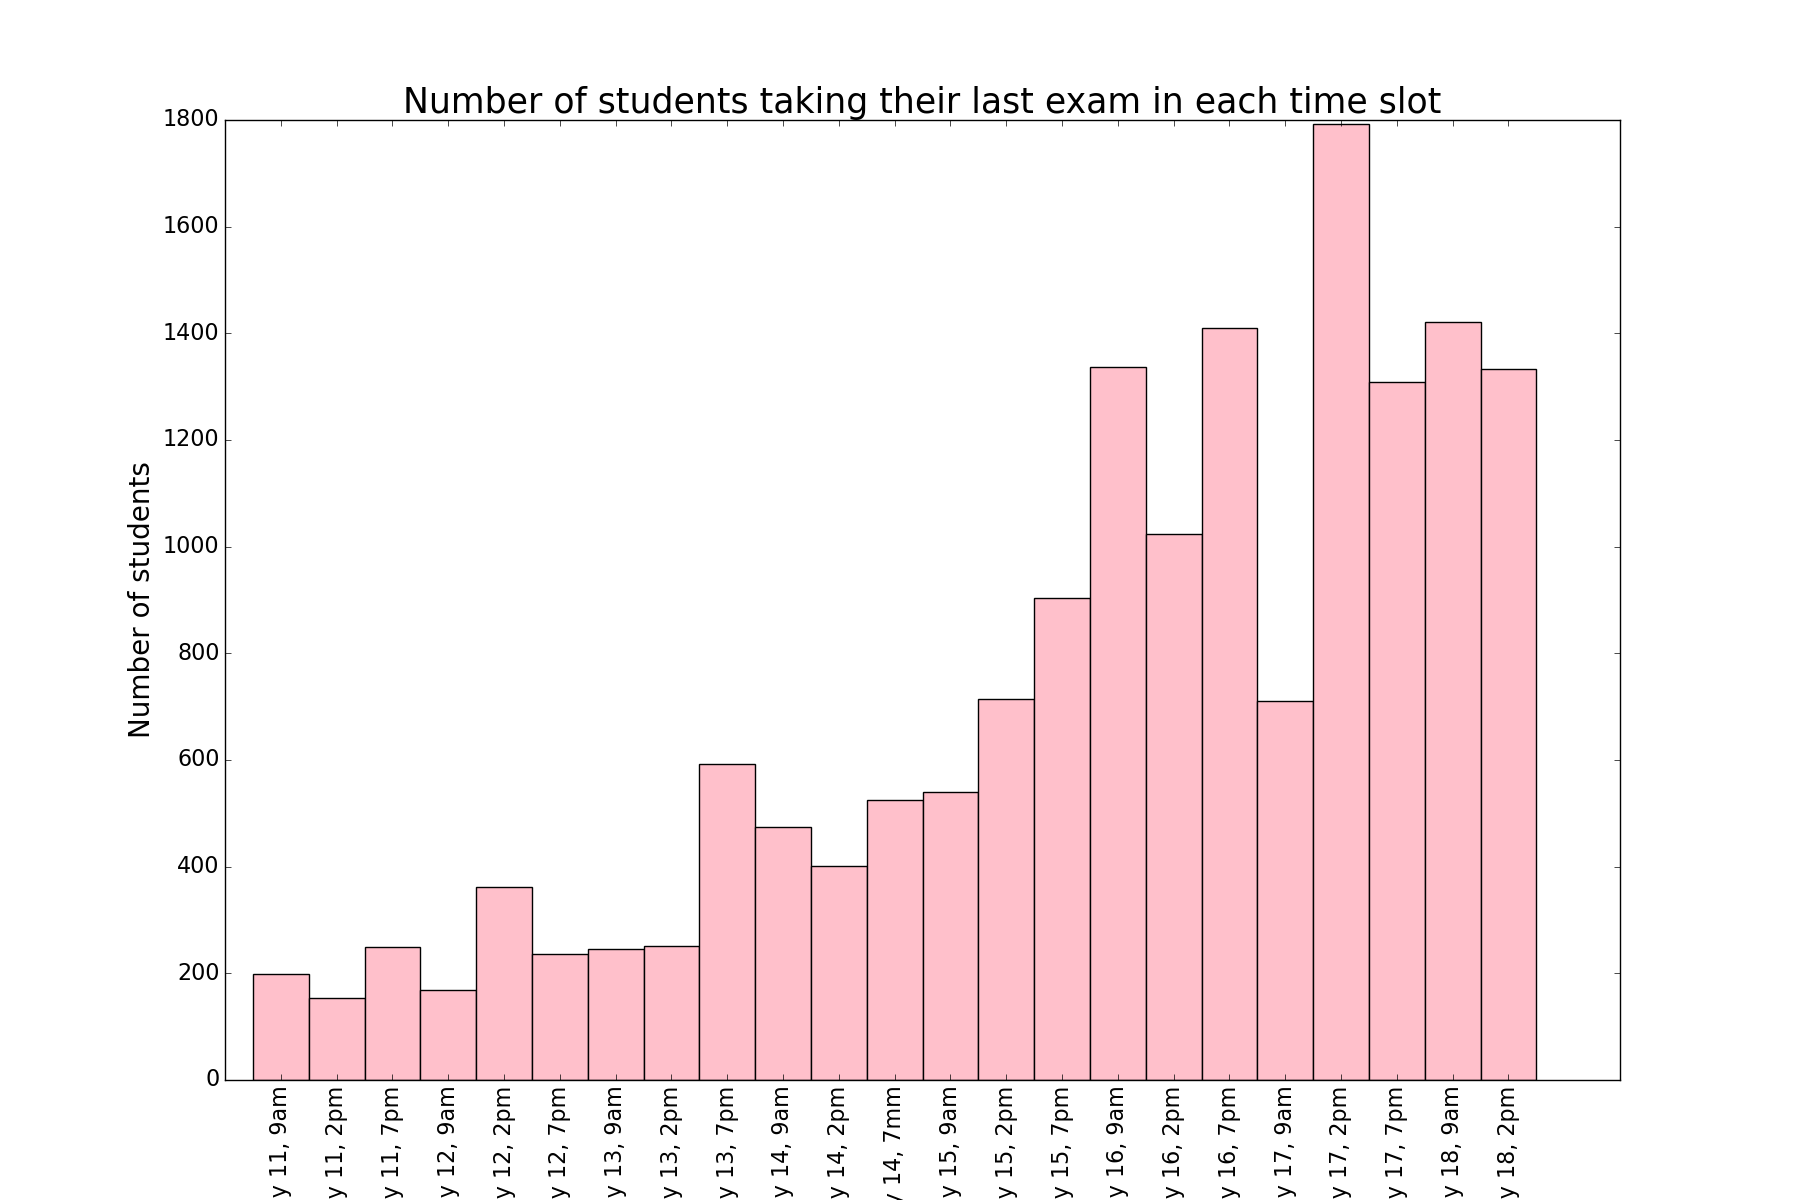 Number of students taking their last exam in each time slot
Number of students
1800
1600
1400
1200
1000
800
600
400
200
0
y 11, 9am
y 11, 2pm
y 11, 7pm
y 12, 9am
y 12, 2pm
y 12, 7pm
y 13, 9am
y 13, 2pm
y 13, 7pm
y 14, 9am
y 14, 2pm
y 14, 7mm
y 15, 9am
y 15, 2pm
y 15, 7pm
y 16, 9am
y 16, 2pm
y 16, 7pm
y 17, 9am
y 17, 2pm
y 17, 7pm
y 18, 9am
y 18, 2pm